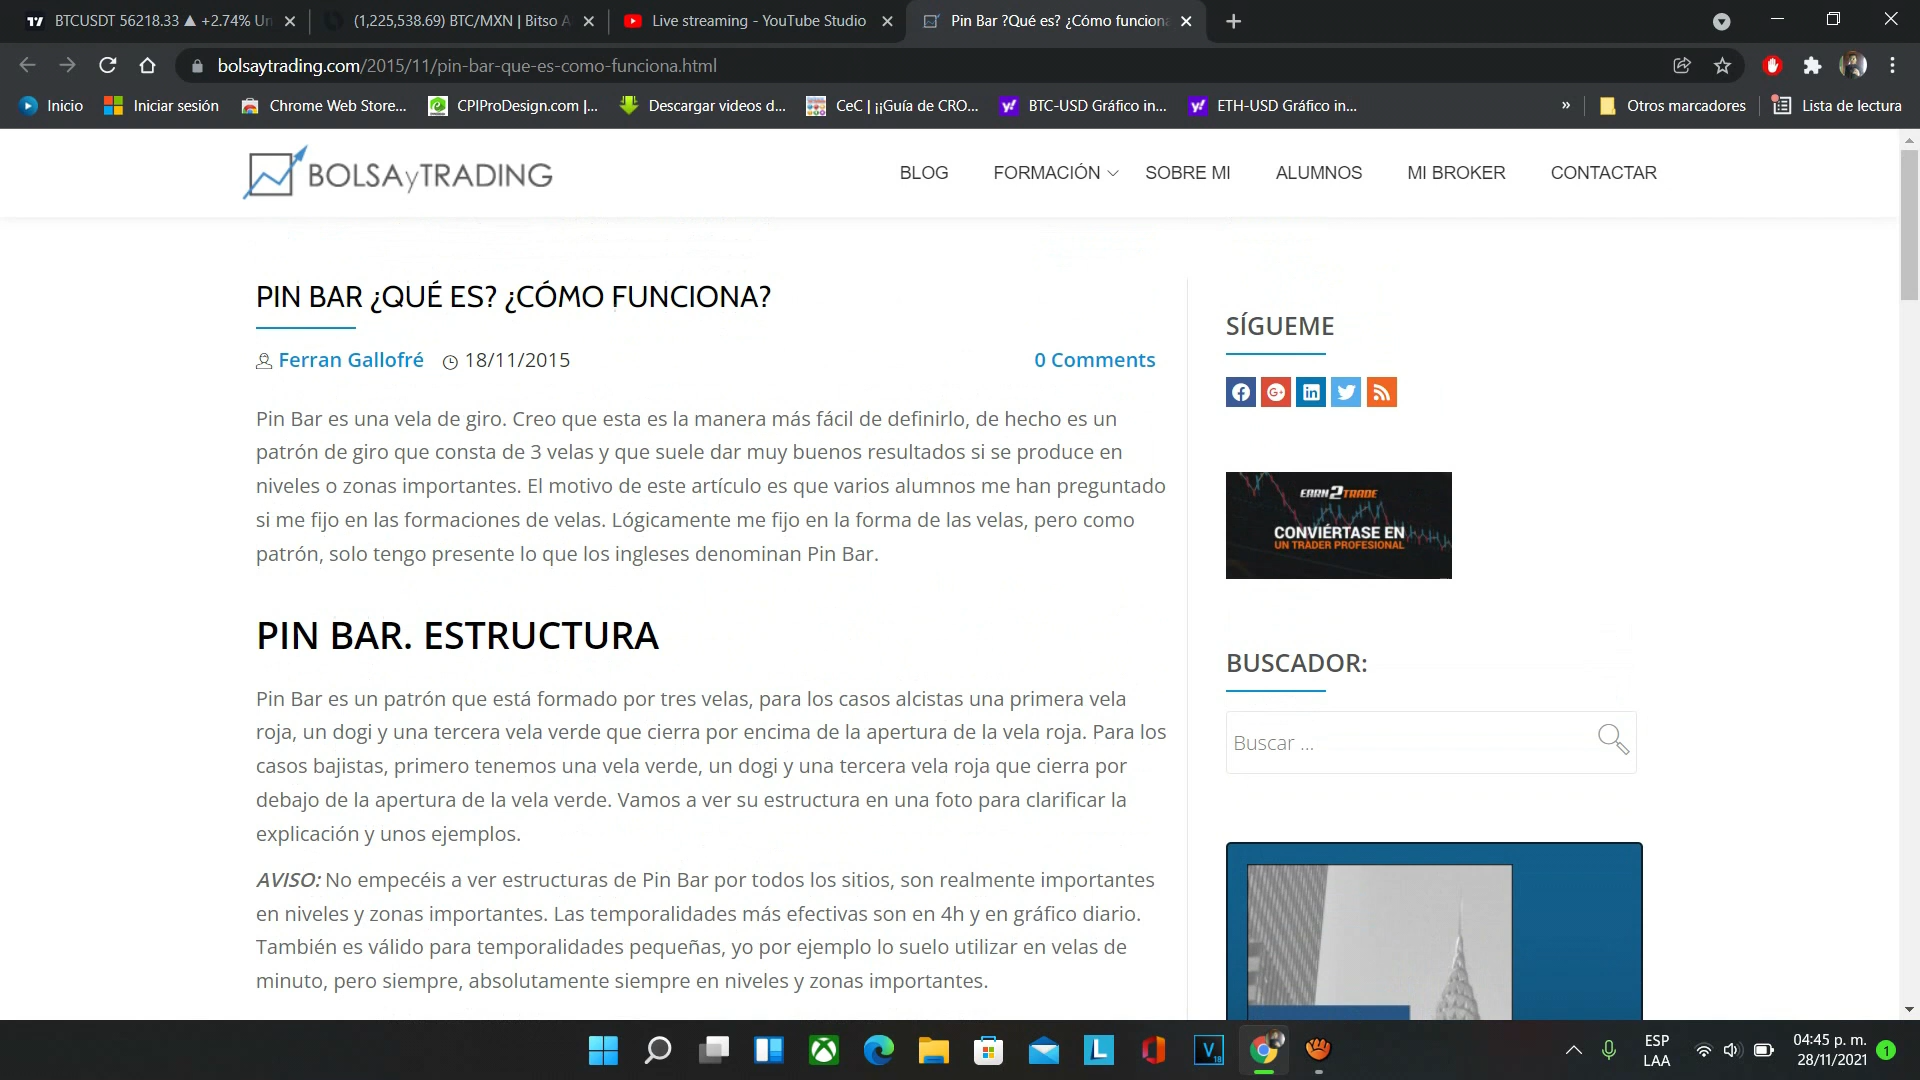 BTCUSDT 56218.33 ▲ +2.74% Un
(1,225,538.69) BTC/MXN | Bitso A
Live streaming - YouTube Studio
Pin Bar ?Qué es? ¿Cómo funciona
bolsaytrading.com/2015/11/pin-bar-que-es-como-funciona.html
Inicio
Iniciar sesión
Chrome Web Store...
CPIProDesign.com |...
Descargar videos d...
CeC | ¡¡Guía de CRO...
BTC-USD Gráfico in...
ETH-USD Gráfico in...
»
Otros marcadores
Lista de lectura
BOLSAyTRADING
BLOG
FORMACIÓN
SOBRE MI
ALUMNOS
MI BROKER
CONTACTAR
PIN BAR ¿QUÉ ES? ¿CÓMO FUNCIONA?
Ferran Gallofré
18/11/2015
0 Comments
Pin Bar es una vela de giro. Creo que esta es la manera más fácil de definirlo, de hecho es un
patrón de giro que consta de 3 velas y que suele dar muy buenos resultados si se produce en
niveles o zonas importantes. El motivo de este artículo es que varios alumnos me han preguntado
si me fijo en las formaciones de velas. Lógicamente me fijo en la forma de las velas, pero como
patrón, solo tengo presente lo que los ingleses denominan Pin Bar.
PIN BAR. ESTRUCTURA
Pin Bar es un patrón que está formado por tres velas, para los casos alcistas una primera vela
roja, un dogi y una tercera vela verde que cierra por encima de la apertura de la vela roja. Para los
casos bajistas, primero tenemos una vela verde, un dogi y una tercera vela roja que cierra por
debajo de la apertura de la vela verde. Vamos a ver su estructura en una foto para clarificar la
explicación y unos ejemplos.
AVISO: No empecéis a ver estructuras de Pin Bar por todos los sitios, son realmente importantes
en niveles y zonas importantes. Las temporalidades más efectivas son en 4h y en gráfico diario.
También es válido para temporalidades pequeñas, yo por ejemplo lo suelo utilizar en velas de
minuto, pero siempre, absolutamente siempre en niveles y zonas importantes.
SÍGUEME
EARN2TRADE
CONVIÉRTASE EN
UN TRADER PROFESIONAL
BUSCADOR:
Buscar ...
ESP
LAA
04:45 p. m.
28/11/2021
1